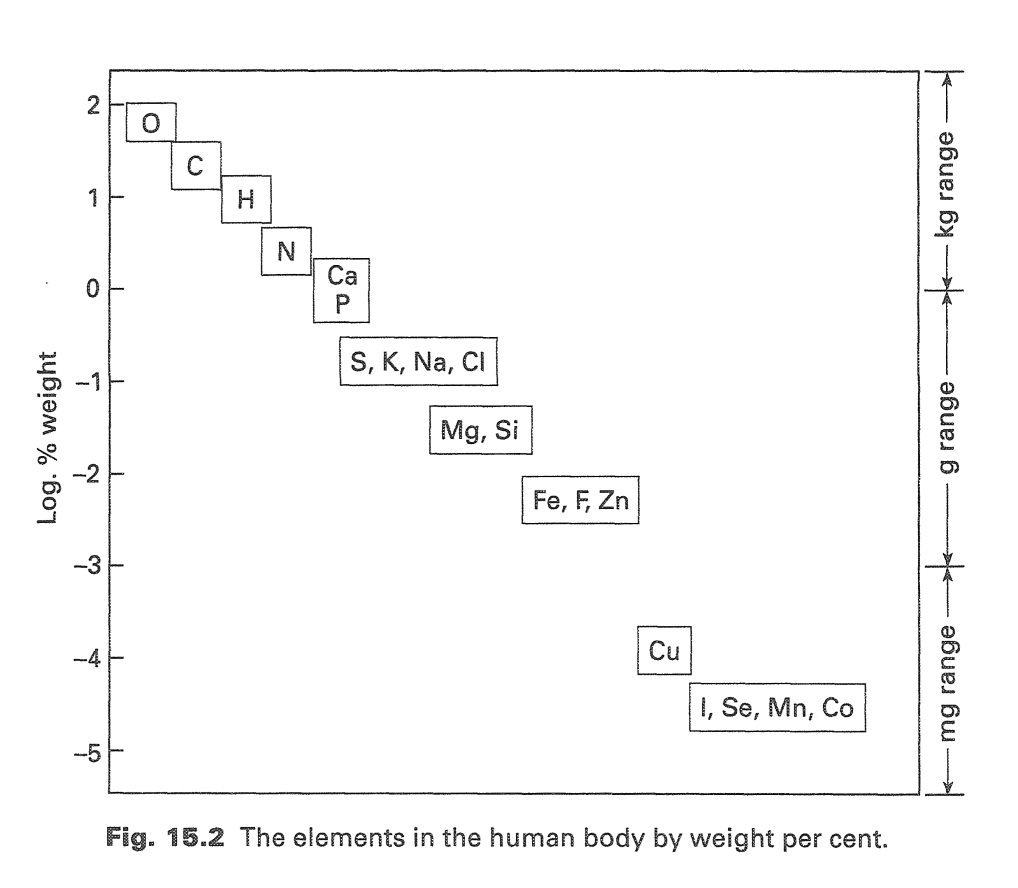 2
O
C
kg range
1
H
N
Ca
0
P
S, K, Na, Cl
Log. % weight
–1
g range
Mg, Si
–2
Fe, F, Zn
–3
Cu
–4
mg range
I, Se, Mn, Co
–5
Fig. 15.2 The elements in the human body by weight per cent.